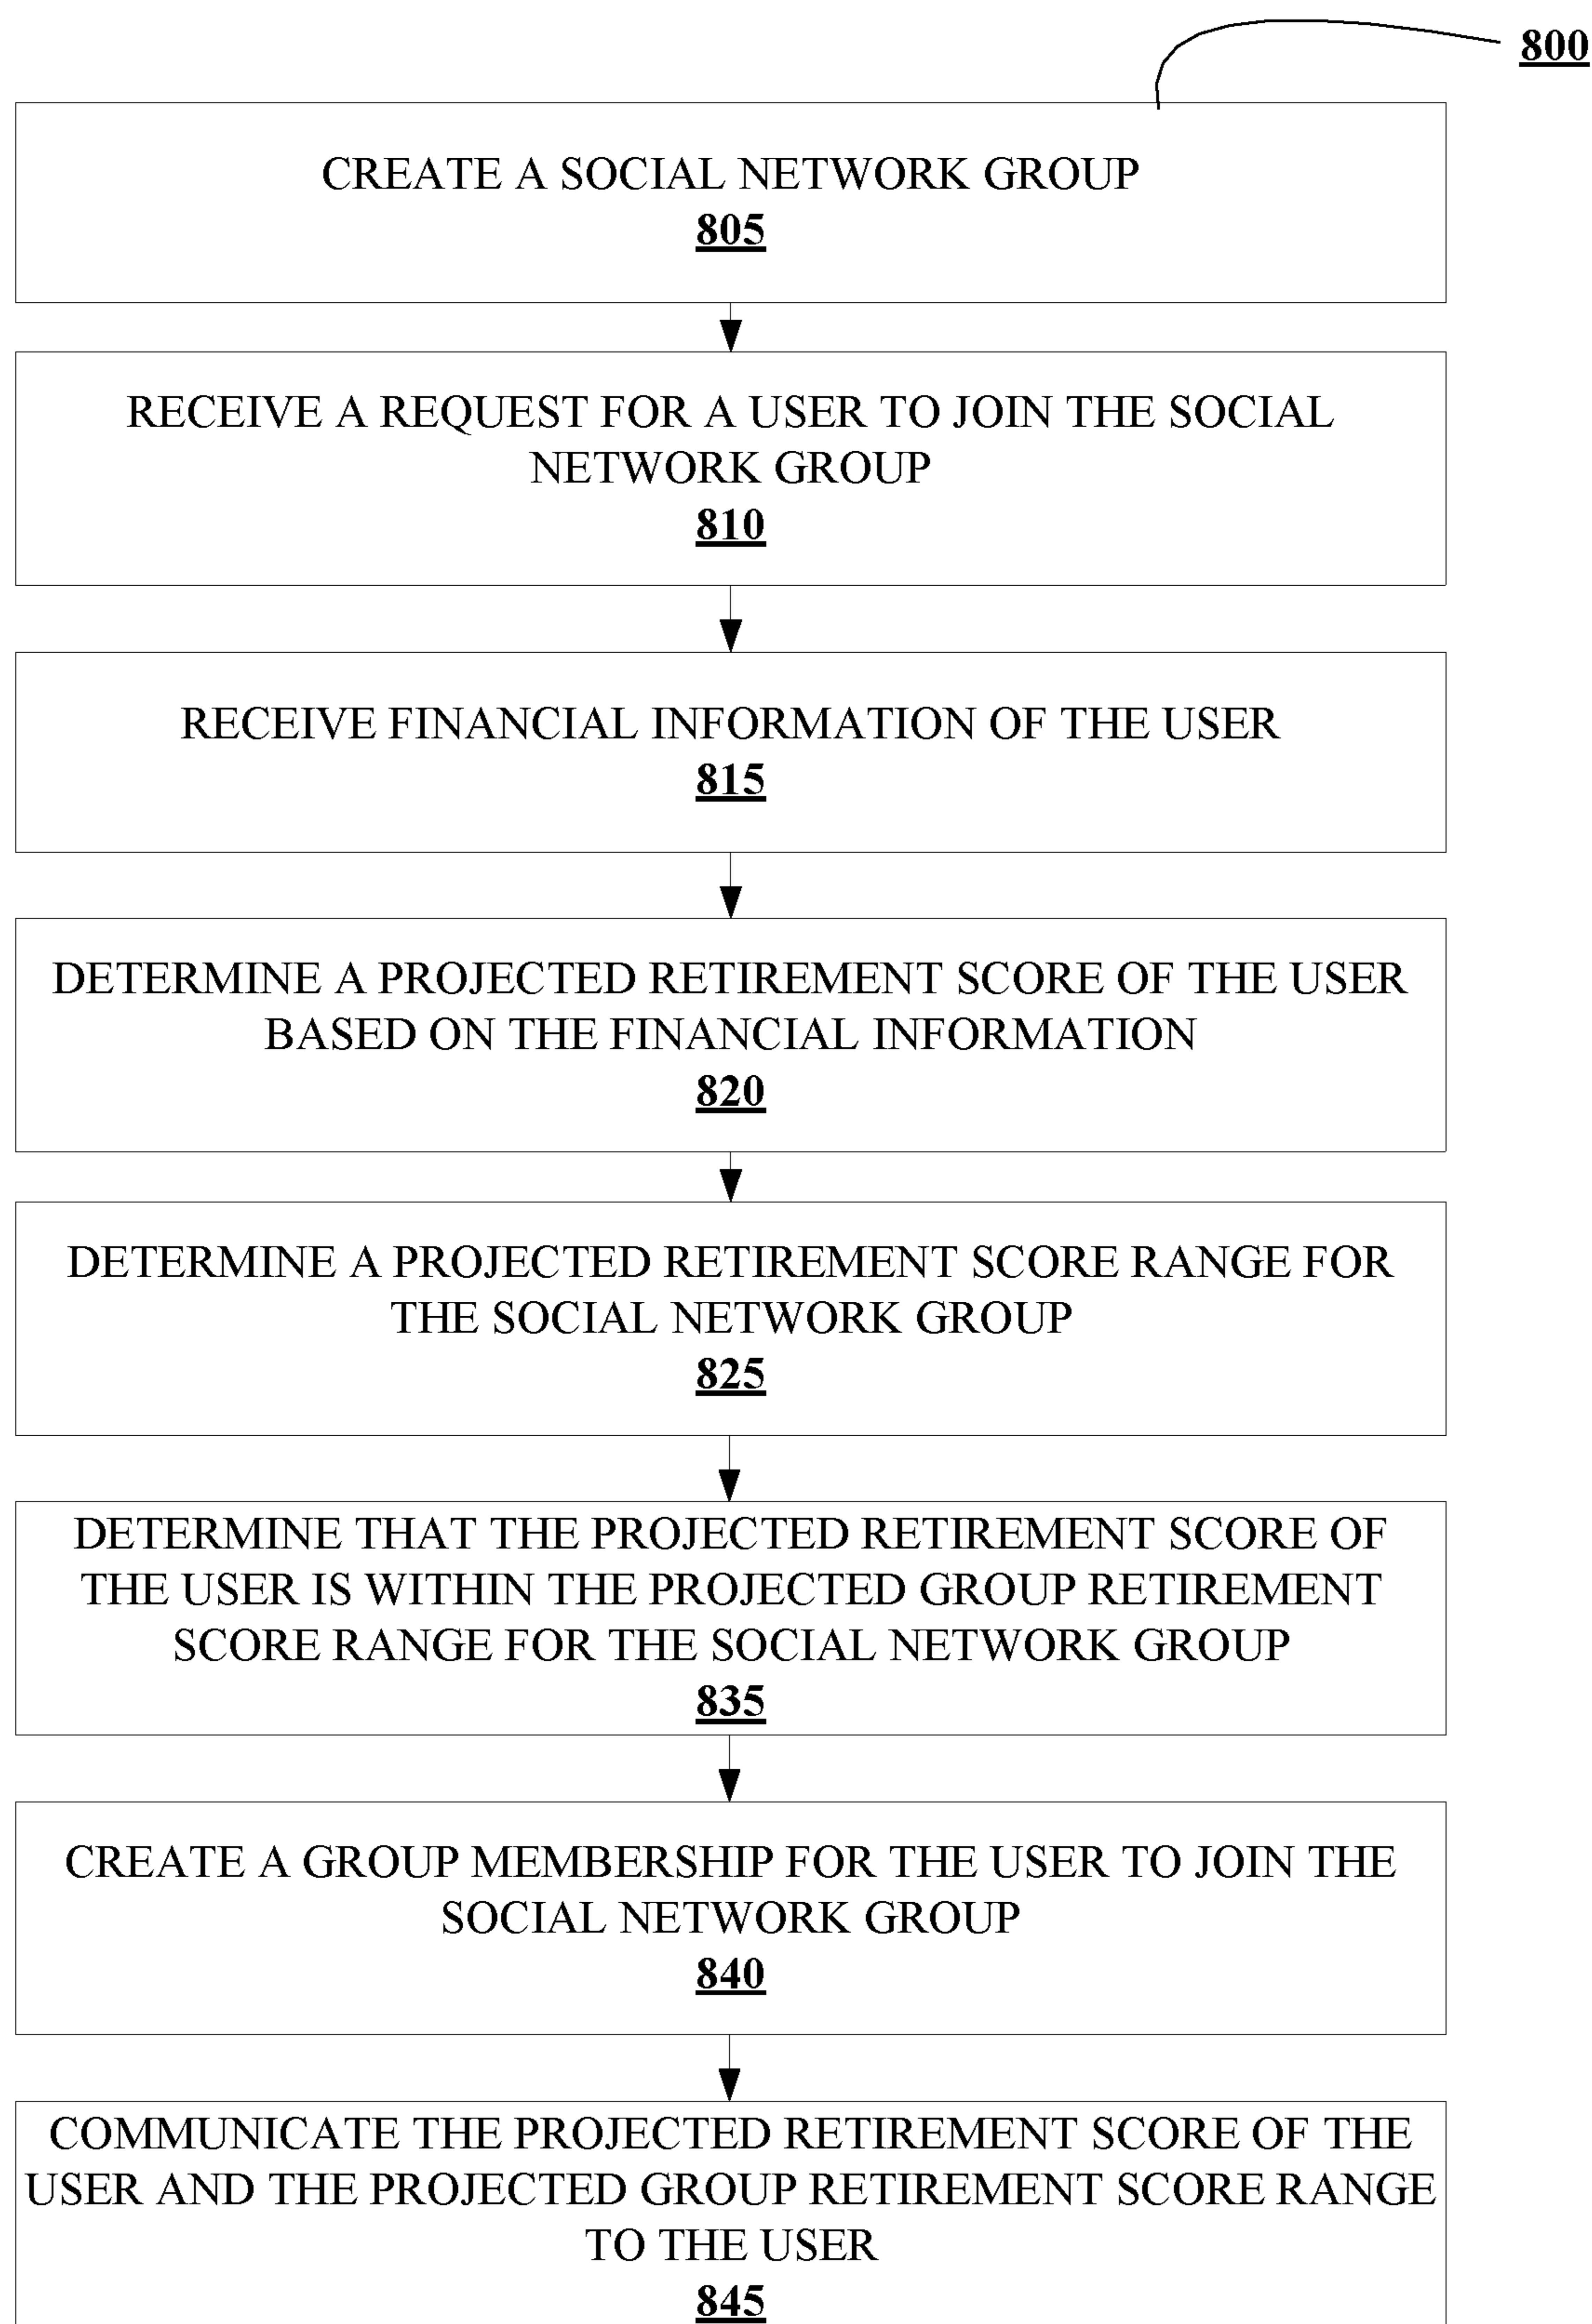 800
CREATE A SOCIAL NETWORK GROUP
805
RECEIVE A REQUEST FOR A USER TO JOIN THE SOCIAL
NETWORK GROUP
810
RECEIVE FINANCIAL INFORMATION OF THE USER
815
DETERMINE A PROJECTED RETIREMENT SCORE OF THE USER
BASED ON THE FINANCIAL INFORMATION
820
DETERMINE A PROJECTED RETIREMENT SCORE RANGE FOR
THE SOCIAL NETWORK GROUP
825
DETERMINE THAT THE PROJECTED RETIREMENT SCORE OF
THE USER IS WITHIN THE PROJECTED GROUP RETIREMENT
SCORE RANGE FOR THE SOCIAL NETWORK GROUP
835
CREATE A GROUP MEMBERSHIP FOR THE USER TO JOIN THE
SOCIAL NETWORK GROUP
840
COMMUNICATE THE PROJECTED RETIREMENT SCORE OF THE
USER AND THE PROJECTED GROUP RETIREMENT SCORE RANGE
TO THE USER
845